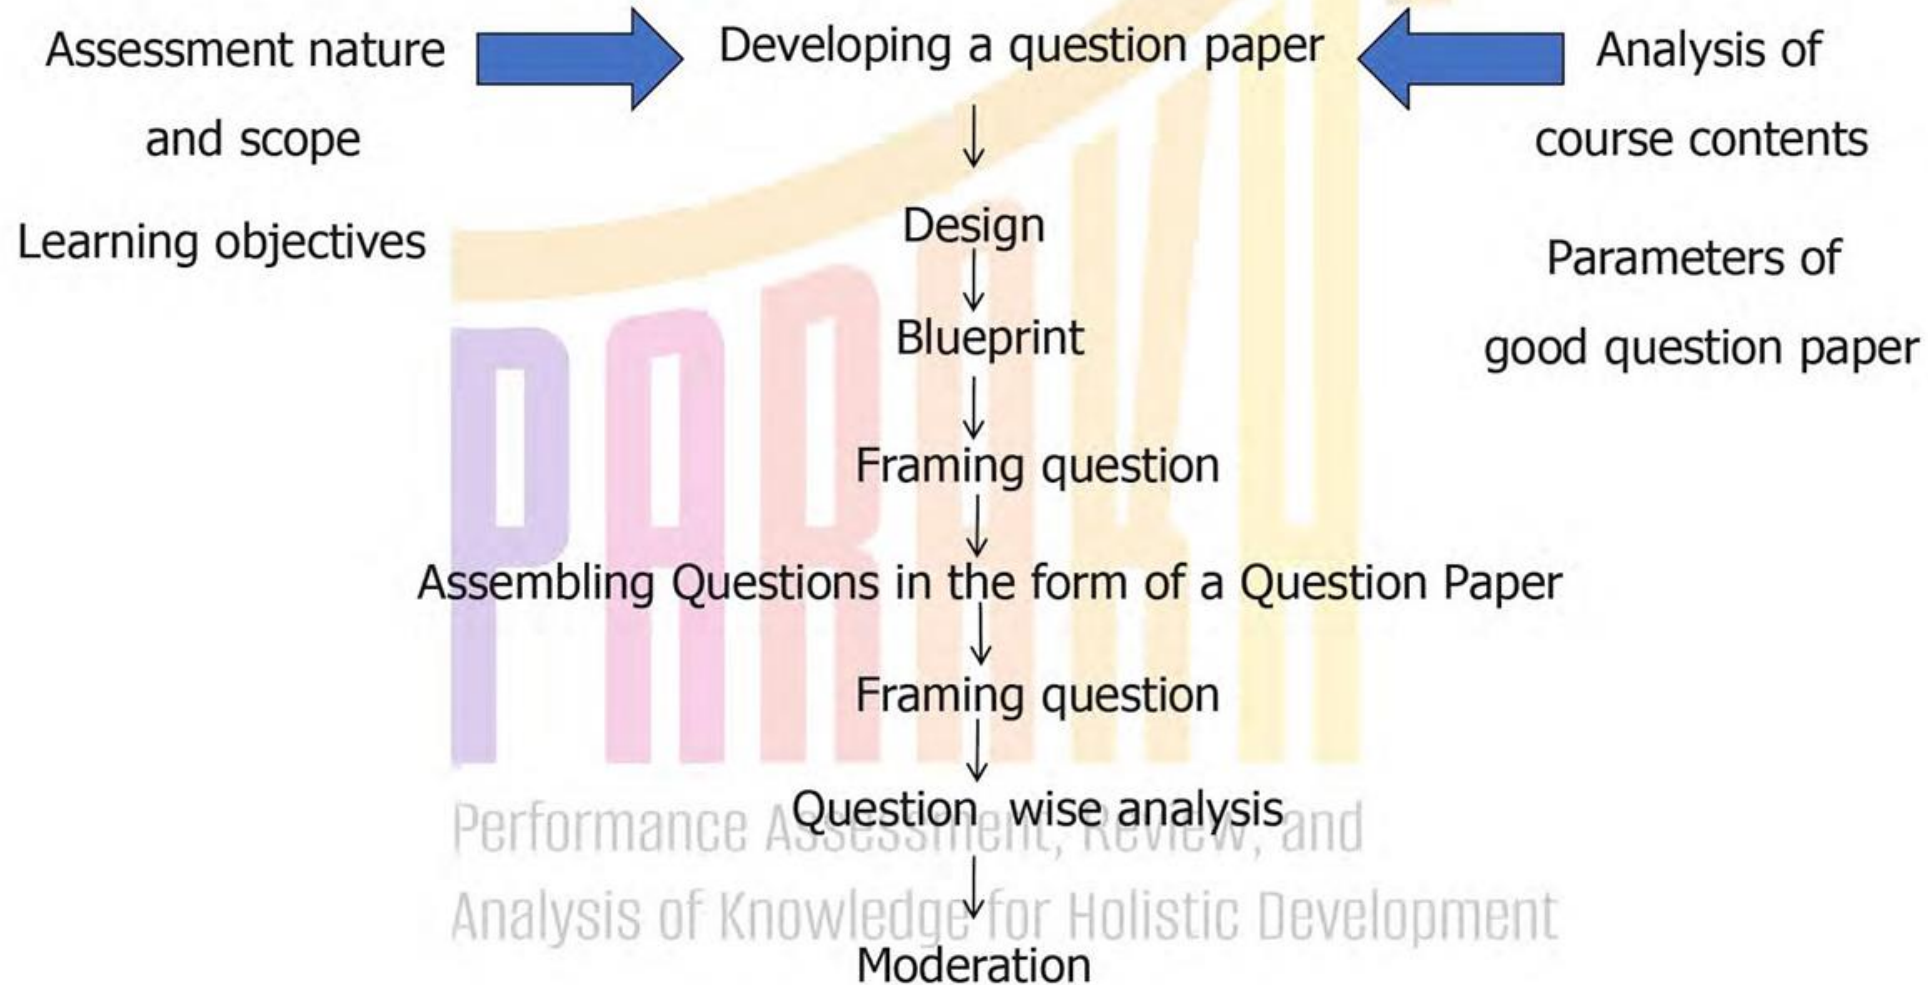 Assessment nature
and scope
Learning objectives
Developing a question paper
Analysis of
course contents
Parameters of
good question paper
Design
Blueprint
Framing question
Assembling Questions in the form of a Question Paper
Framing question
Question wise analysis
Moderation
PARAKH
Performance Assessment, Review, and
Analysis of Knowledge for Holistic Development